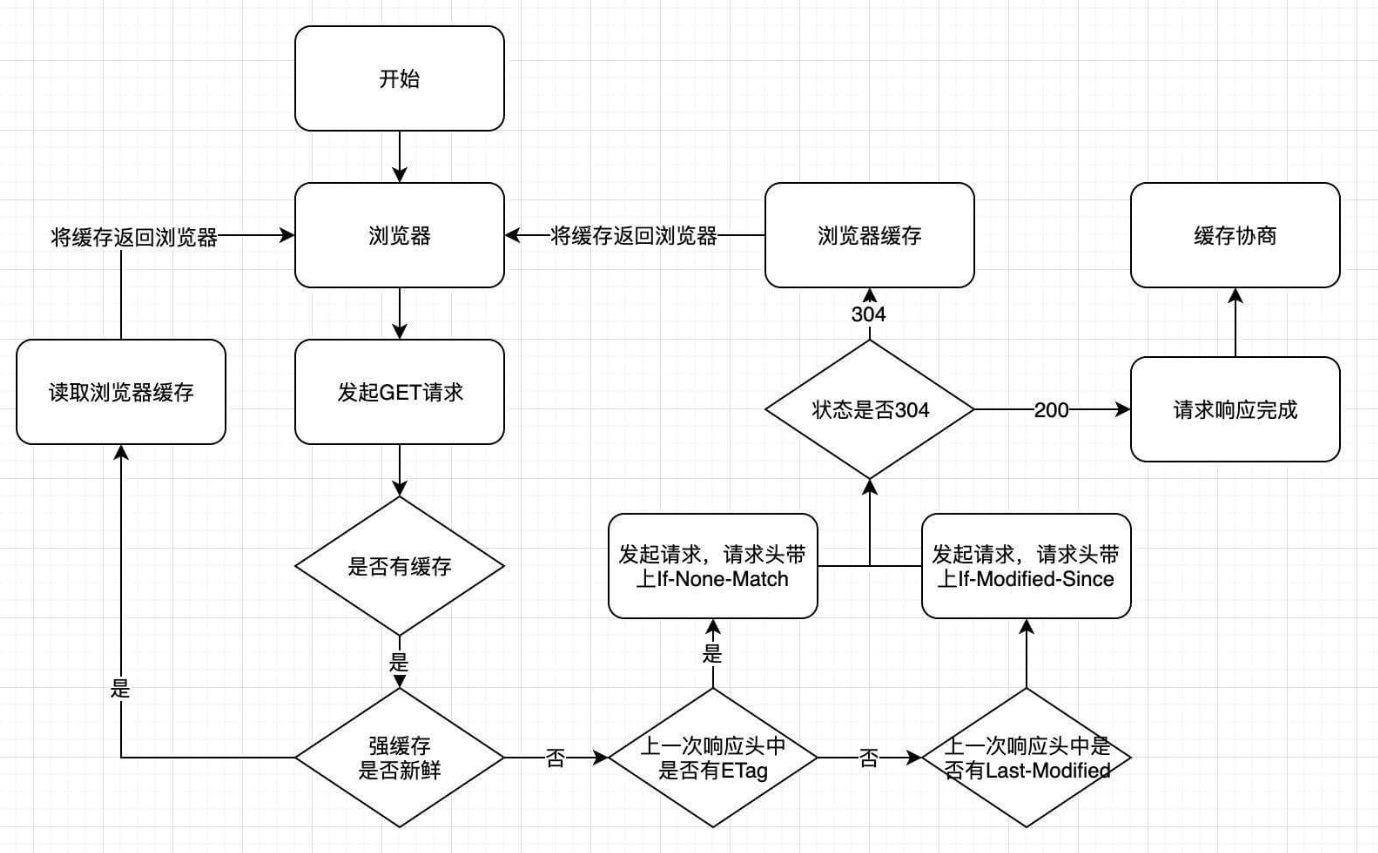 开始
将缓存返回浏览器
浏览器
将缓存返回浏览器
浏览器缓存
缓存协商
304
读取浏览器缓存
发起GET请求
状态是否304
200
请求响应完成
是否有缓存
发起请求，请求头带
上If-None-Match
发起请求，请求头带
上If-Modified-Since
是
是
是
强缓存
是否新鲜
否
上一次响应头中
是否有ETag
否
上一次响应头中是
否有Last-Modified